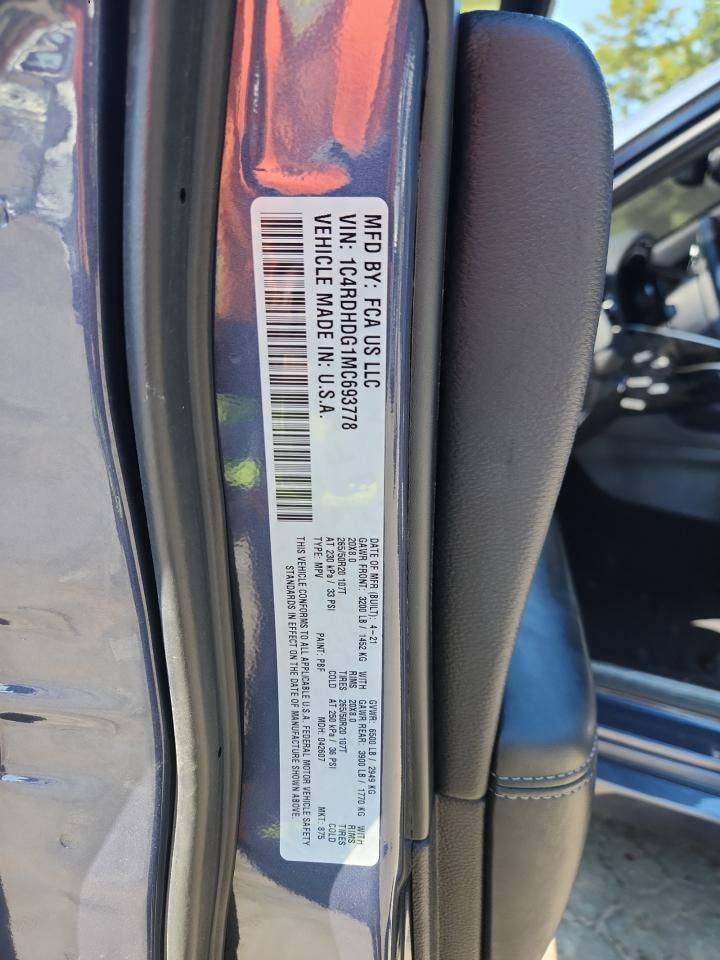 MFD BY: FCA US LLC
VIN: 1C4RDHDG1MC693778
VEHICLE MADE IN: U.S.A.
DATE OF MFR (BUILT): 4-21 GVWR: 6500 LB / 2949 KG
GAWR FRONT: 3200 LB / 1452 KG WITH GAWR REAR: 3900 LB / 1770 KG WITH
20X8.0 RIMS 20X8.0 RIMS
265/50R20 107T TIRES 265/50R20 107T TIRES
AT 230 kPa / 33 PSI COLD AT 250 kPa / 36 PSI COLD
TYPE: MPV PAINT: PBF MDH: 042607 MKT: 875
THIS VEHICLE CONFORMS TO ALL APPLICABLE U.S.A. FEDERAL MOTOR VEHICLE SAFETY
STANDARDS IN EFFECT ON THE DATE OF MANUFACTURE SHOWN ABOVE.